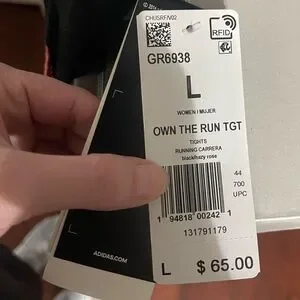 CHUSRF/V02
RFID
GR6938
L
WOMEN / MUJER
OWN THE RUN TGT
TIGHTS
RUNNING CARRERA
black/hazy rose
44
700
UPC
1 94818 00242 1
131791179
L $ 65.00
ADIDAS.COM